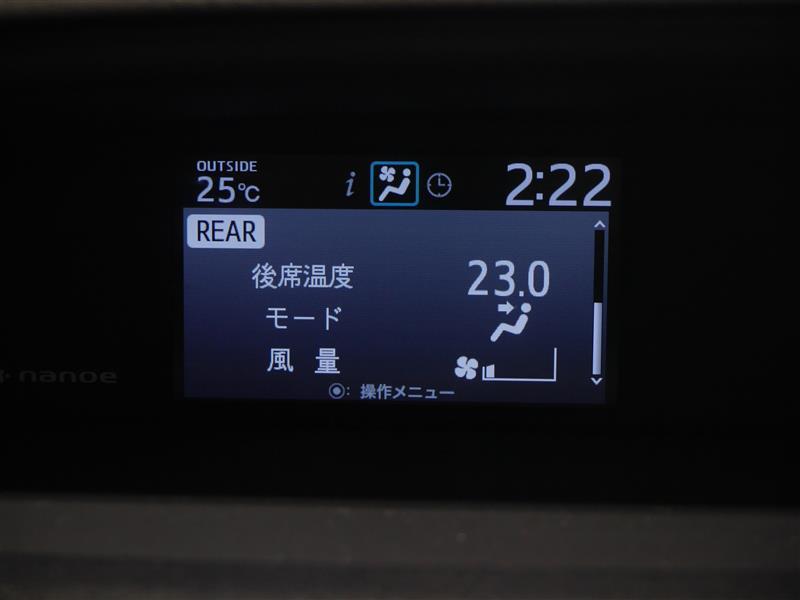 OUTSIDE
25℃
i
2:22
REAR
後席温度 23.0
モード
風 量
: 操作メニュー
nanoe